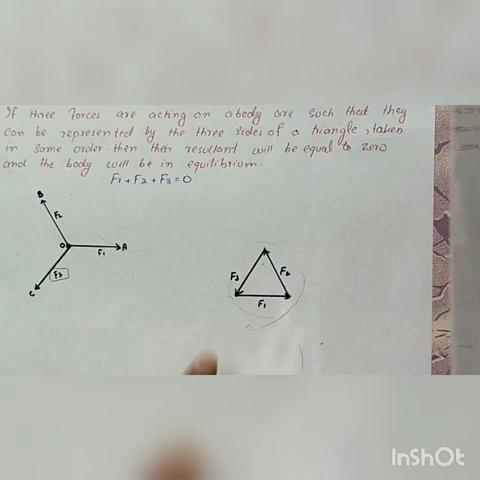 If three Forces are acting on a body are such that they
can be represented by the three sides of a triangle, taken
in same order then their resultant will be equal to zero
and the body will be in equilibrium.
F1 + F2 + F3 = 0
B
F2
O
F1
A
F3
C
F3
F2
F1
InShOt